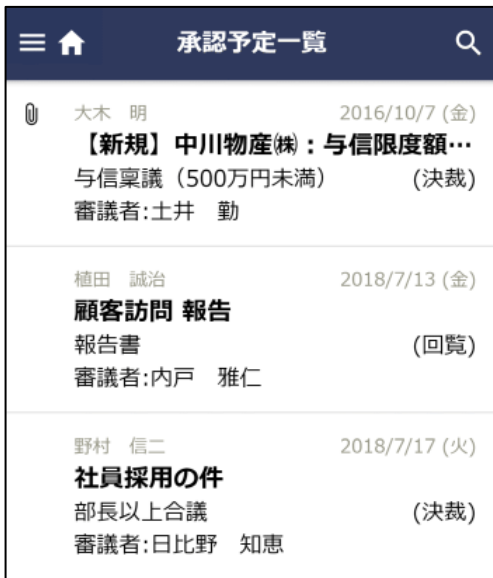 承認予定一覧
大木　明 2016/10/7 (金)
【新規】中川物産㈱：与信限度額…
与信稟議（500万円未満） (決裁)
審議者:土井　勤
植田　誠治 2018/7/13 (金)
顧客訪問 報告
報告書 (回覧)
審議者:内戸　雅仁
野村　信二 2018/7/17 (火)
社員採用の件
部長以上合議 (決裁)
審議者:日比野　知恵